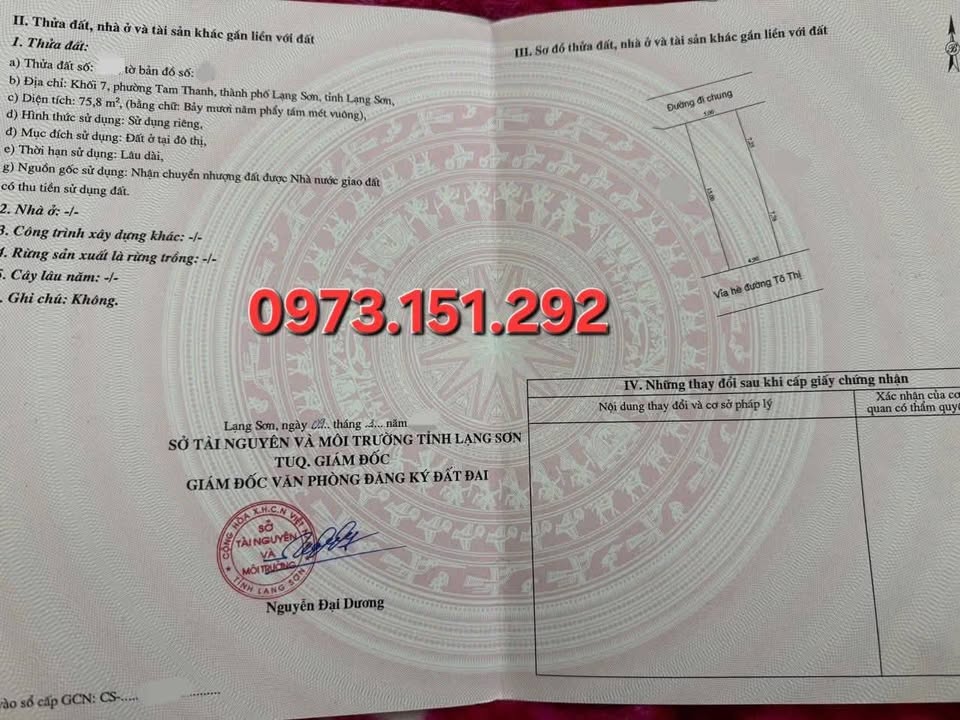 II. Thửa đất, nhà ở và tài sản khác gắn liền với đất
1. Thửa đất:
a) Thửa đất số: tờ bản đồ số:
b) Địa chỉ: Khối 7, phường Tam Thanh, thành phố Lạng Sơn, tỉnh Lạng Sơn,
c) Diện tích: 75,8 m², (bằng chữ: Bảy mươi năm phẩy tám mét vuông),
d) Hình thức sử dụng: Sử dụng riêng,
đ) Mục đích sử dụng: Đất ở tại đô thị,
e) Thời hạn sử dụng: Lâu dài,
g) Nguồn gốc sử dụng: Nhận chuyển nhượng đất được Nhà nước giao đất
có thu tiền sử dụng đất.
2. Nhà ở: -/-
3. Công trình xây dựng khác: -/-
4. Rừng sản xuất là rừng trồng: -/-
5. Cây lâu năm: -/-
. Ghi chú: Không.
0973.151.292
Lạng Sơn, ngày tháng năm
SỞ TÀI NGUYÊN VÀ MÔI TRƯỜNG TỈNH LẠNG SƠN
TUQ. GIÁM ĐỐC
GIÁM ĐỐC VĂN PHÒNG ĐĂNG KÝ ĐẤT ĐAI
CỘNG HÒA X.H.C.N VIỆT
SỞ
TÀI NGUYÊN
VÀ
MÔI TRƯỜNG
TỈNH LẠNG SƠN
Nguyễn Đại Dương
vào sổ cấp GCN: CS-.....
III. Sơ đồ thửa đất, nhà ở và tài sản khác gắn liền với đất
Đường đi chung
5,00
Vỉa hè đường Tô Thị
IV. Những thay đổi sau khi cấp giấy chứng nhận
Nội dung thay đổi và cơ sở pháp lý
Xác nhận của cơ
quan có thẩm quyề